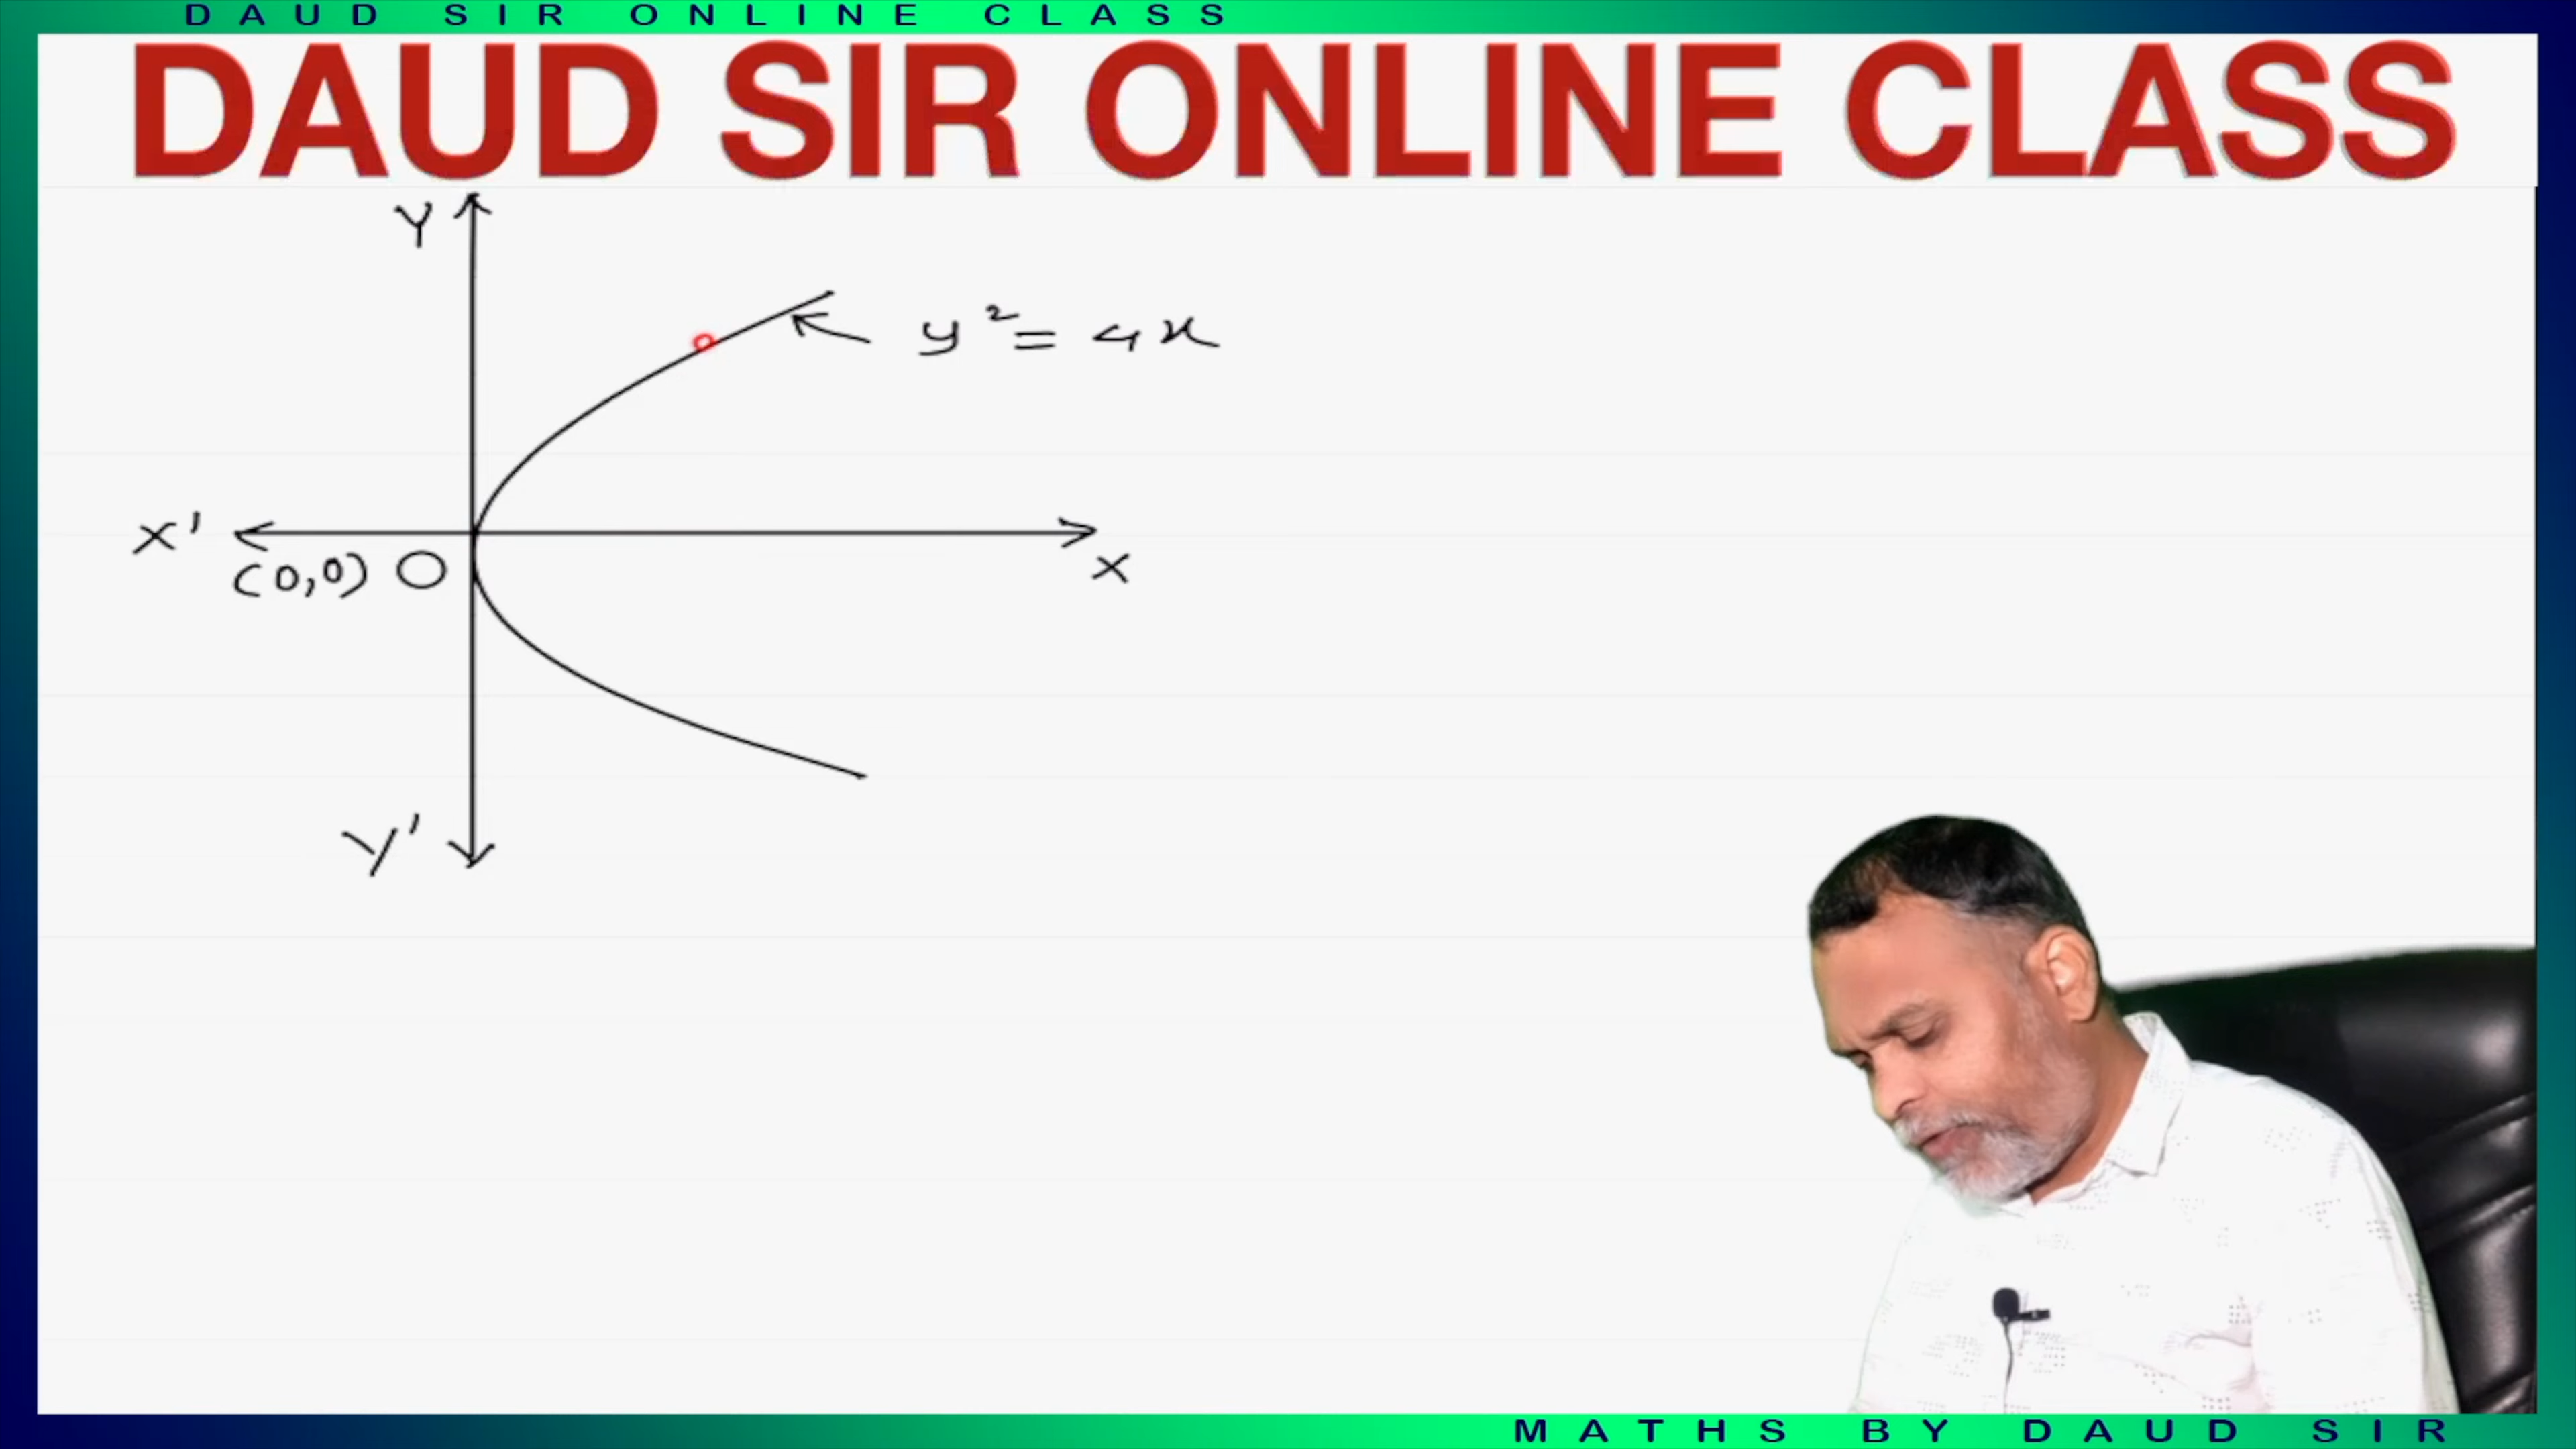 DAUD SIR ONLINE CLASS
DAUD SIR ONLINE CLASS
Y
y² = 4x
X'
(0,0) O
X
Y'
MATHS BY DAUD SIR